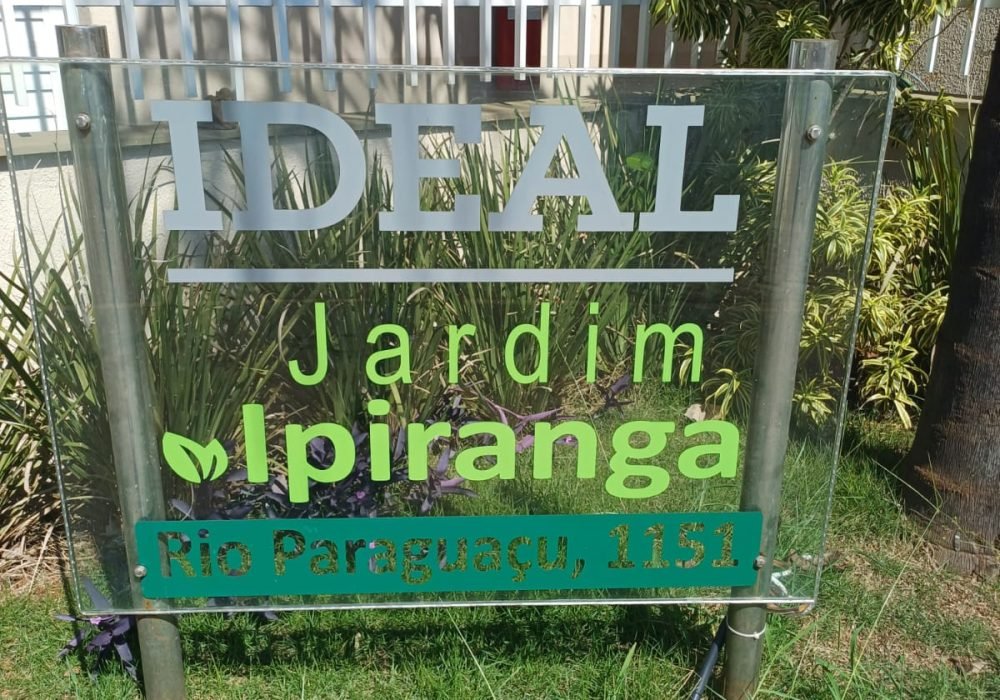 IDEAL
Jardim
Ipiranga
Rio Paraguaçu, 1151